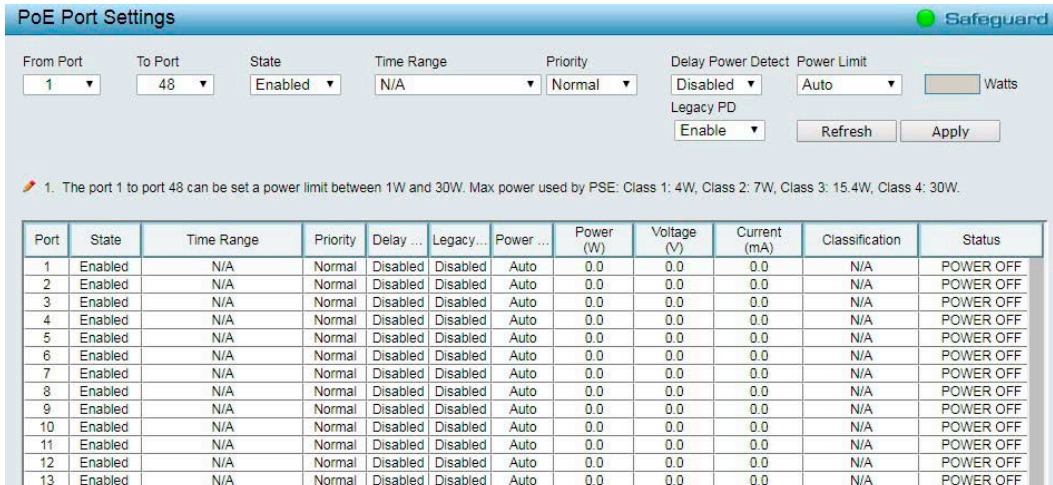 PoE Port Settings
Safeguard
From Port To Port State Time Range Priority Delay Power Detect Power Limit
1 48 Enabled N/A Normal Disabled Auto Watts
Legacy PD
Enable Refresh Apply
1. The port 1 to port 48 can be set a power limit between 1W and 30W. Max power used by PSE: Class 1: 4W, Class 2: 7W, Class 3: 15.4W, Class 4: 30W.
Port State Time Range Priority Delay ... Legacy... Power ... Power (W) Voltage (V) Current (mA) Classification Status
1 Enabled N/A Normal Disabled Disabled Auto 0.0 0.0 0.0 N/A POWER OFF
2 Enabled N/A Normal Disabled Disabled Auto 0.0 0.0 0.0 N/A POWER OFF
3 Enabled N/A Normal Disabled Disabled Auto 0.0 0.0 0.0 N/A POWER OFF
4 Enabled N/A Normal Disabled Disabled Auto 0.0 0.0 0.0 N/A POWER OFF
5 Enabled N/A Normal Disabled Disabled Auto 0.0 0.0 0.0 N/A POWER OFF
6 Enabled N/A Normal Disabled Disabled Auto 0.0 0.0 0.0 N/A POWER OFF
7 Enabled N/A Normal Disabled Disabled Auto 0.0 0.0 0.0 N/A POWER OFF
8 Enabled N/A Normal Disabled Disabled Auto 0.0 0.0 0.0 N/A POWER OFF
9 Enabled N/A Normal Disabled Disabled Auto 0.0 0.0 0.0 N/A POWER OFF
10 Enabled N/A Normal Disabled Disabled Auto 0.0 0.0 0.0 N/A POWER OFF
11 Enabled N/A Normal Disabled Disabled Auto 0.0 0.0 0.0 N/A POWER OFF
12 Enabled N/A Normal Disabled Disabled Auto 0.0 0.0 0.0 N/A POWER OFF
13 Enabled N/A Normal Disabled Disabled Auto 0.0 0.0 0.0 N/A POWER OFF